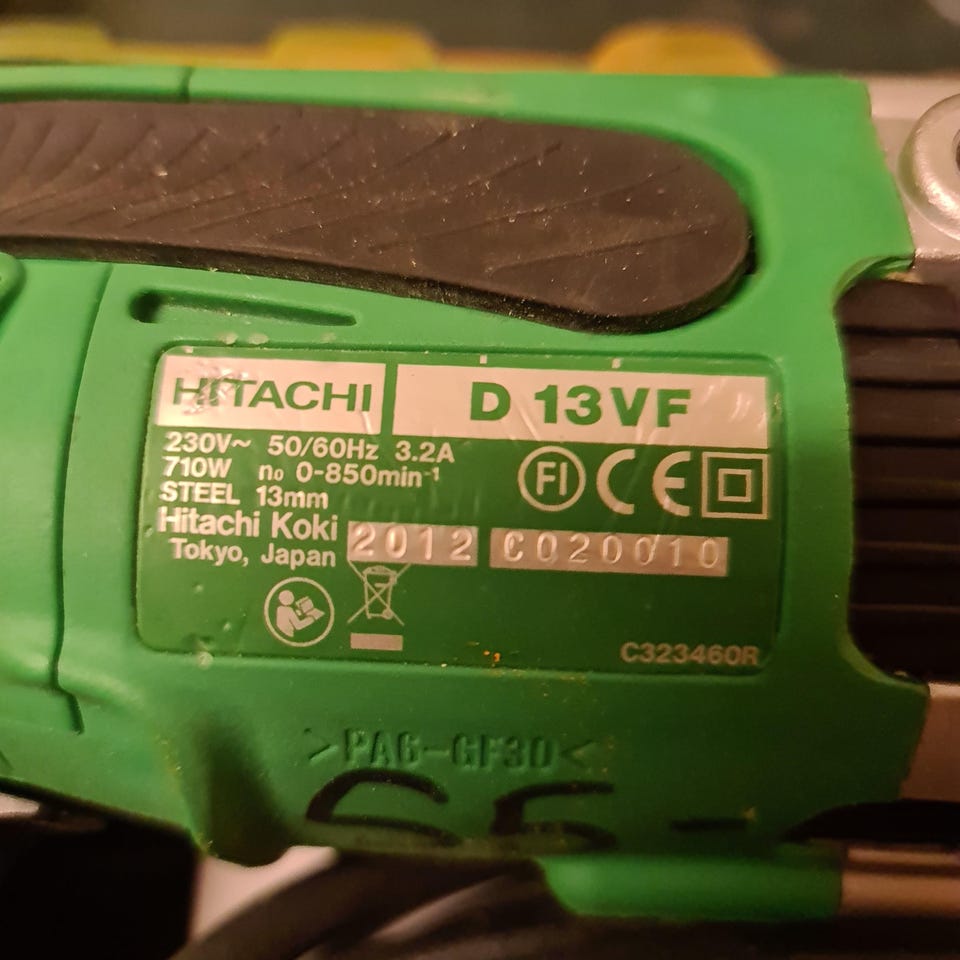 HITACHI D 13VF
230V~ 50/60Hz 3.2A
710W no 0-850min-1
STEEL 13mm
FI CE
Hitachi Koki
Tokyo, Japan 2012 C020010
C323460R
>PA6-GF30<
66-